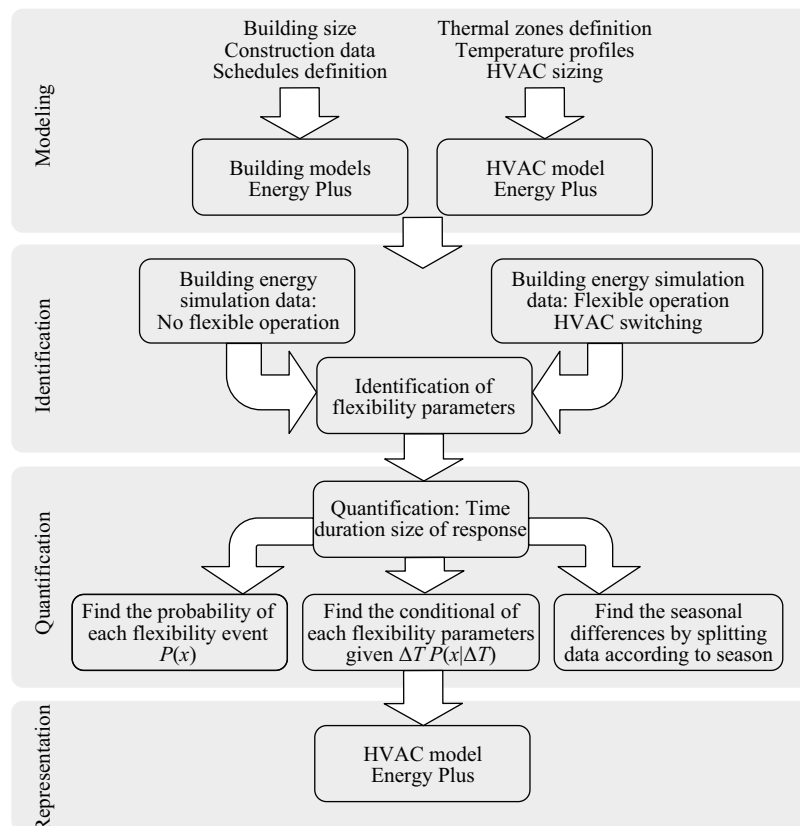 Modeling
Building size
Construction data
Schedules definition
Thermal zones definition
Temperature profiles
HVAC sizing
Building models
Energy Plus
HVAC model
Energy Plus
Identification
Building energy
simulation data:
No flexible operation
Building energy simulation
data: Flexible operation
HVAC switching
Identification of
flexibility parameters
Quantification
Quantification: Time
duration size of response
Find the probability of
each flexibility event
P(x)
Find the conditional of
each flexibility parameters
given ΔT P(x|ΔT)
Find the seasonal
differences by splitting
data according to season
Representation
HVAC model
Energy Plus